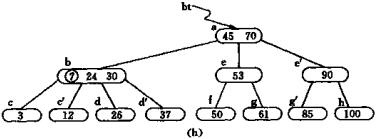 bt
a
45 70
b
e
e'
7 24 30
53
90
c
c'
d
d'
f
g
g'
h
3
12
26
37
50
61
85
100
(h)